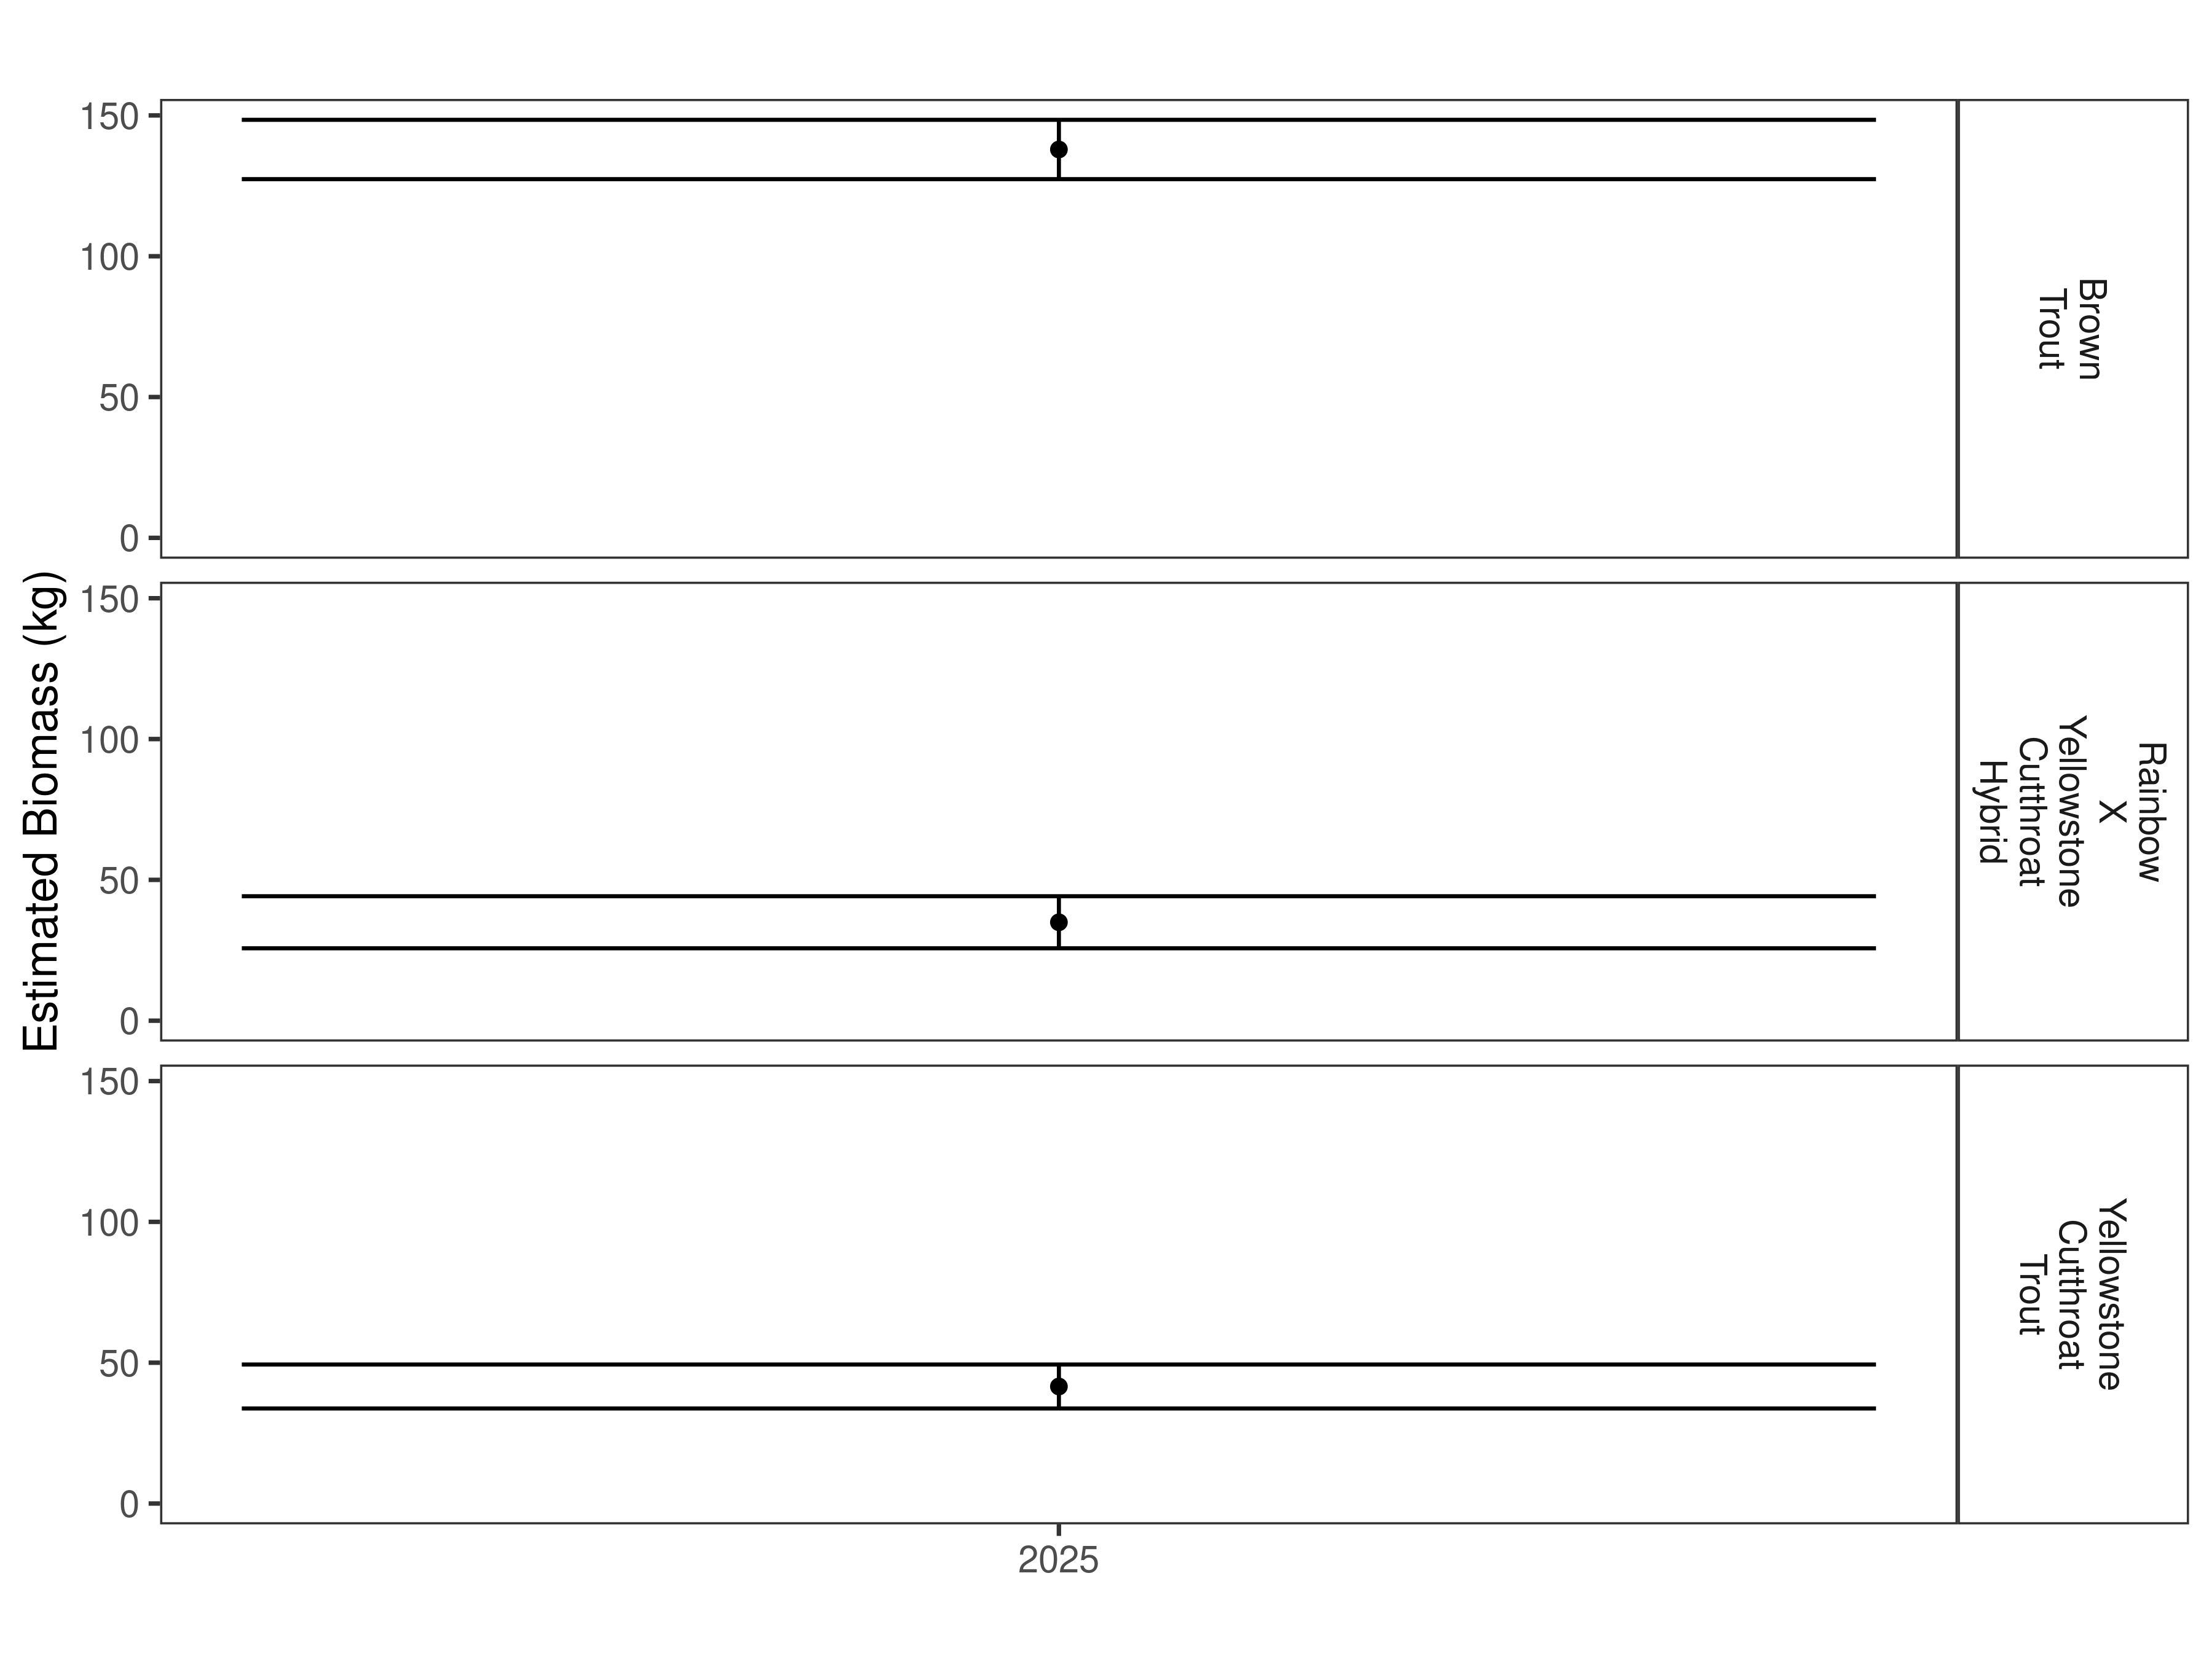 Estimated Biomass (kg)
150
100
50
0
Brown
Trout
150
100
50
0
Rainbow
X
Yellowstone
Cutthroat
Hybrid
150
100
50
0
Yellowstone
Cutthroat
Trout
2025